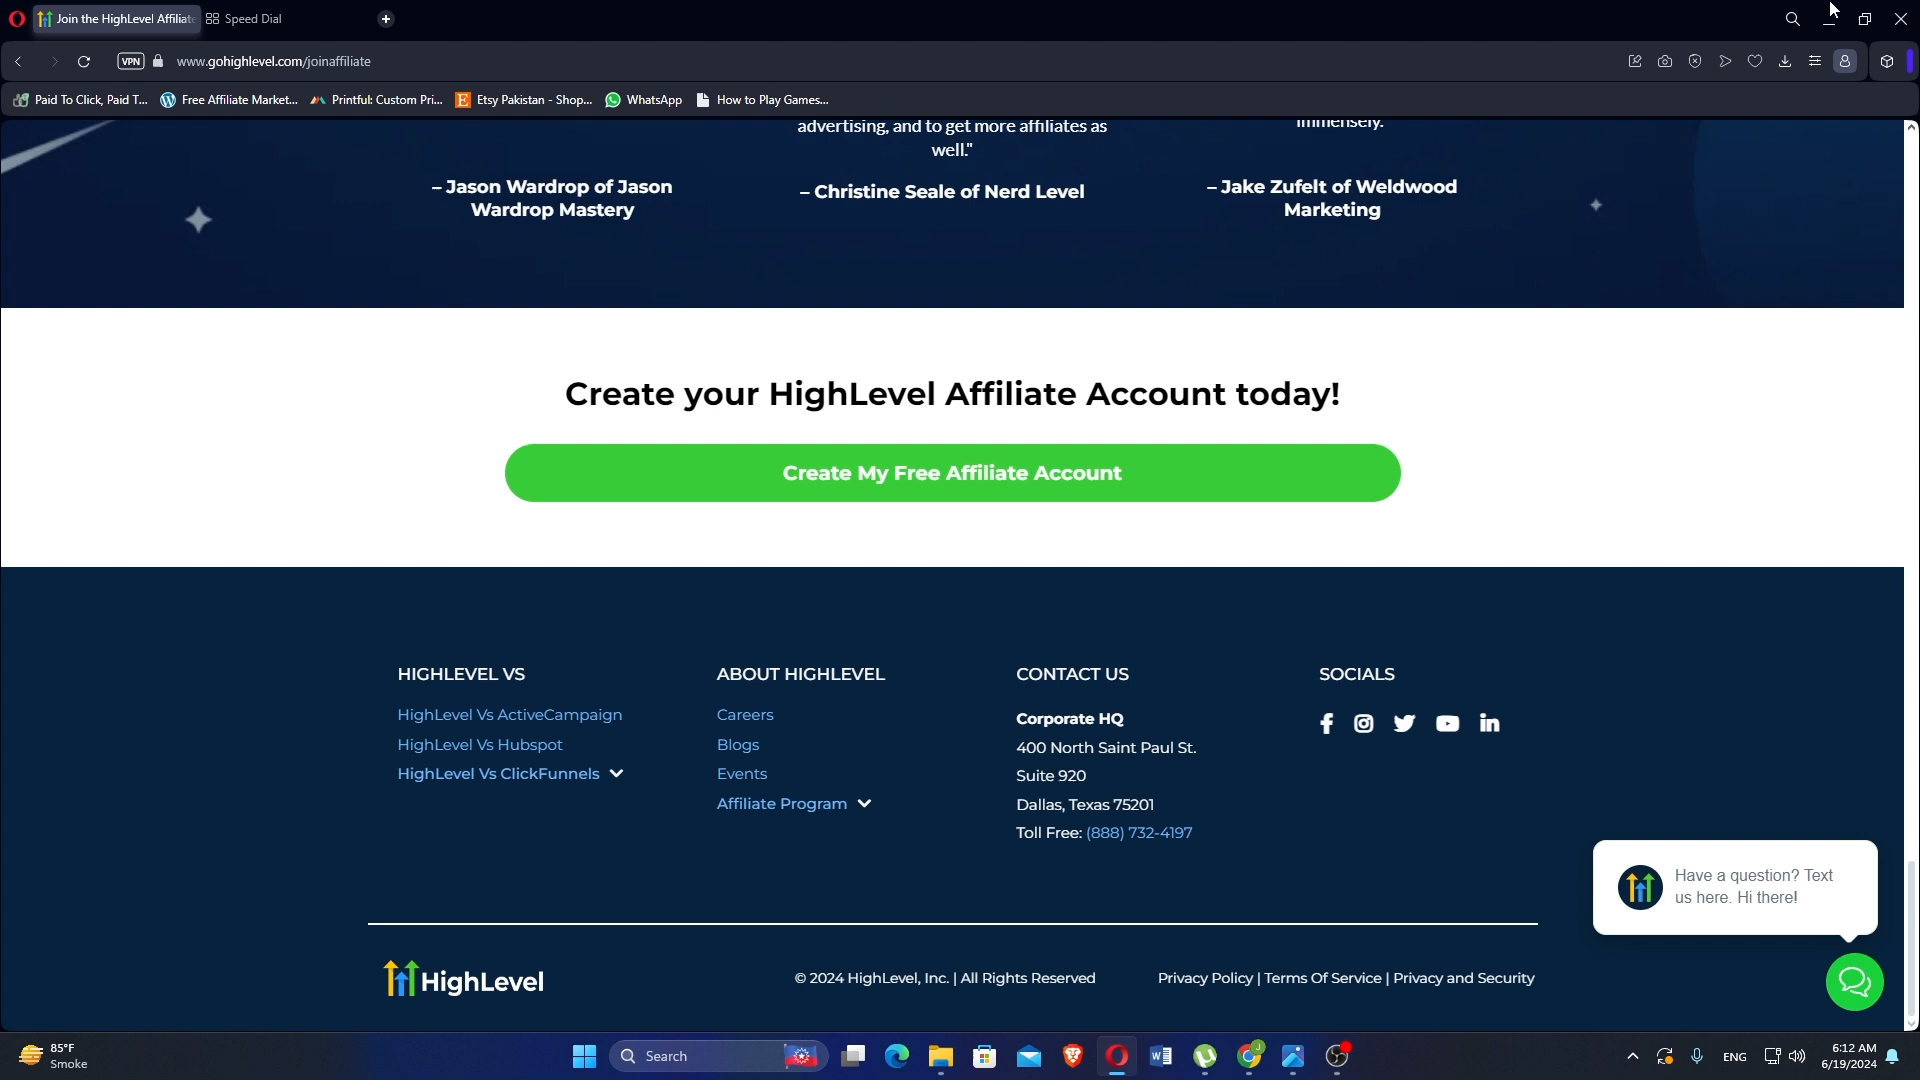 Join the HighLevel Affiliate
Speed Dial
VPN
www.gohighlevel.com/joinaffiliate
Paid To Click, Paid T...
Free Affiliate Market...
Printful: Custom Pri...
Etsy Pakistan - Shop...
WhatsApp
How to Play Games...
advertising, and to get more affiliates as
well."
immensely.
– Jason Wardrop of Jason
Wardrop Mastery
– Christine Seale of Nerd Level
– Jake Zufelt of Weldwood
Marketing
Create your HighLevel Affiliate Account today!
Create My Free Affiliate Account
HIGHLEVEL VS
HighLevel Vs ActiveCampaign
HighLevel Vs Hubspot
HighLevel Vs ClickFunnels
ABOUT HIGHLEVEL
Careers
Blogs
Events
Affiliate Program
CONTACT US
Corporate HQ
400 North Saint Paul St.
Suite 920
Dallas, Texas 75201
Toll Free: (888) 732-4197
SOCIALS
Have a question? Text
us here. Hi there!
HighLevel
© 2024 HighLevel, Inc. | All Rights Reserved
Privacy Policy | Terms Of Service | Privacy and Security
85°F
Smoke
Search
ENG
6:12 AM
6/19/2024